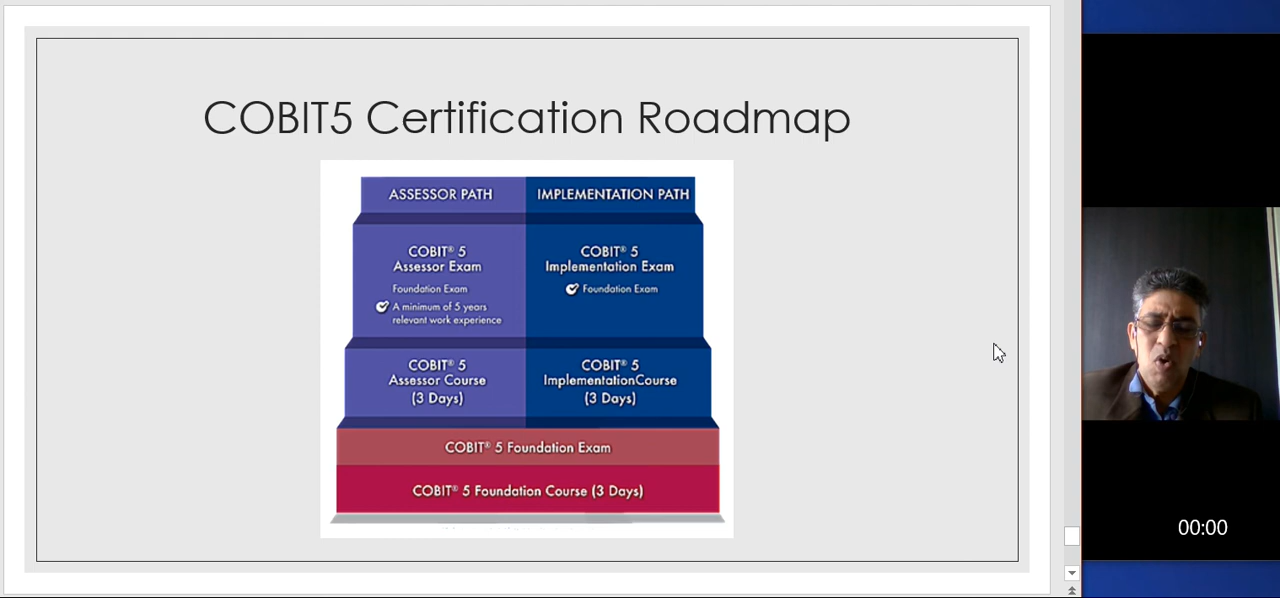 COBIT5 Certification Roadmap
ASSESSOR PATH
IMPLEMENTATION PATH
COBIT® 5
Assessor Exam
Foundation Exam
A minimum of 5 years
relevant work experience
COBIT® 5
Implementation Exam
Foundation Exam
COBIT® 5
Assessor Course
(3 Days)
COBIT® 5
ImplementationCourse
(3 Days)
COBIT® 5 Foundation Exam
COBIT® 5 Foundation Course (3 Days)
00:00